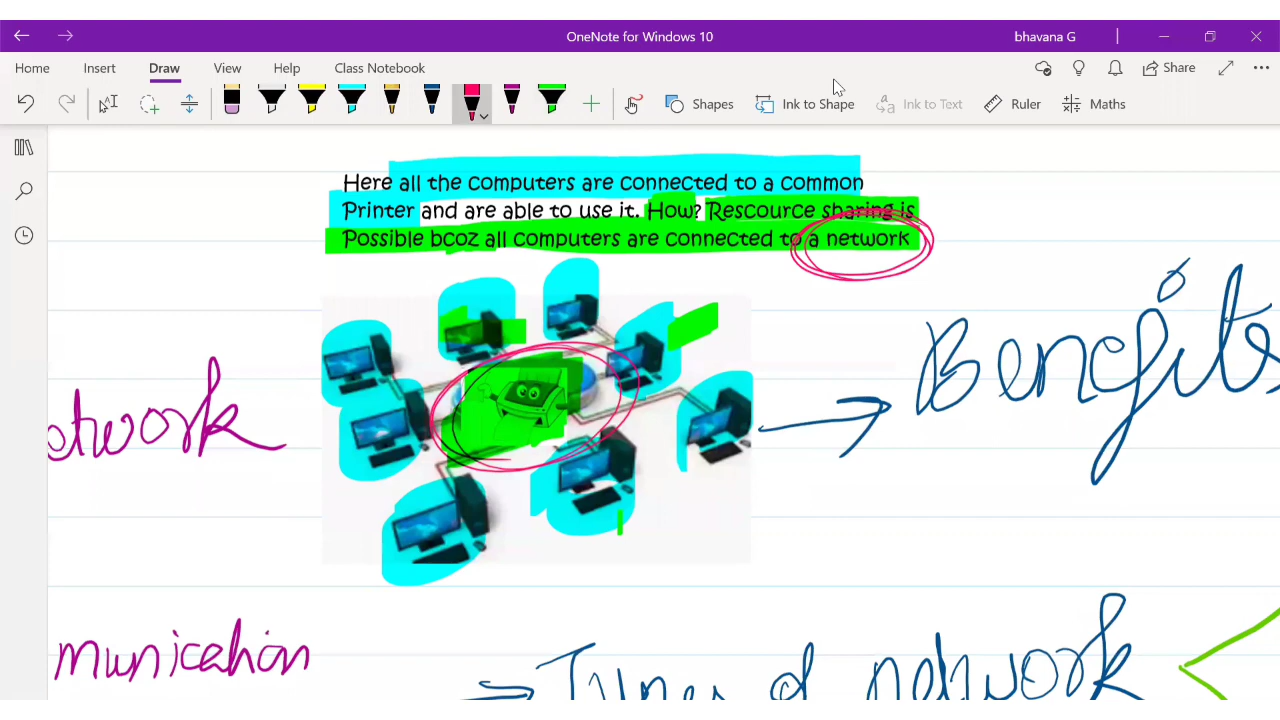 OneNote for Windows 10
bhavana G
Home Insert Draw View Help Class Notebook
Share
Shapes Ink to Shape Ink to Text Ruler Maths
Here all the computers are connected to a common
Printer and are able to use it. How? Rescource sharing is
Possible bcoz all computers are connected to a network
Benefits
etwork
munication
Types of network